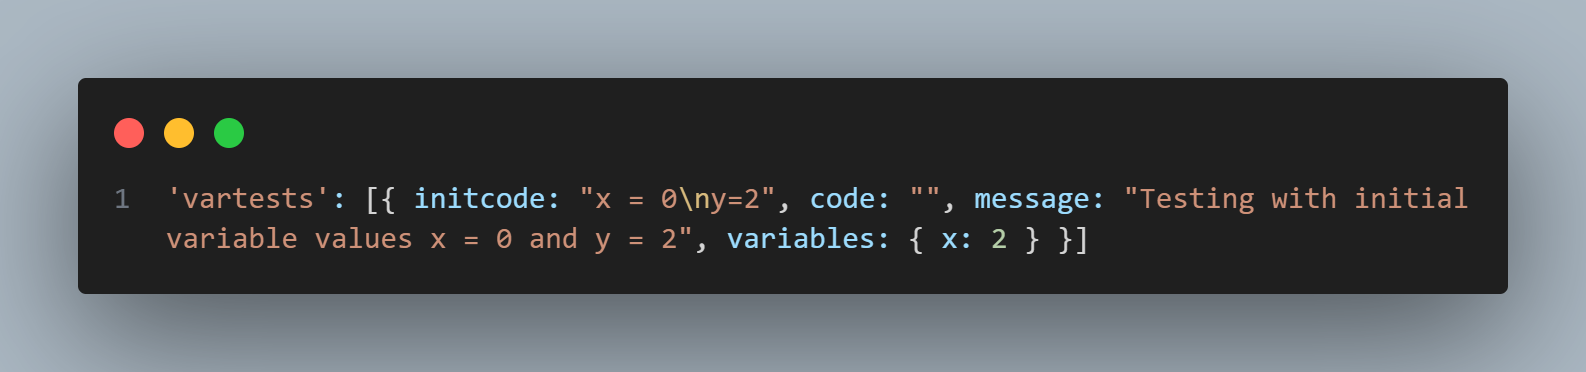 1 'vartests': [{ initcode: "x = 0\ny=2", code: "", message: "Testing with initial
variable values x = 0 and y = 2", variables: { x: 2 } }]